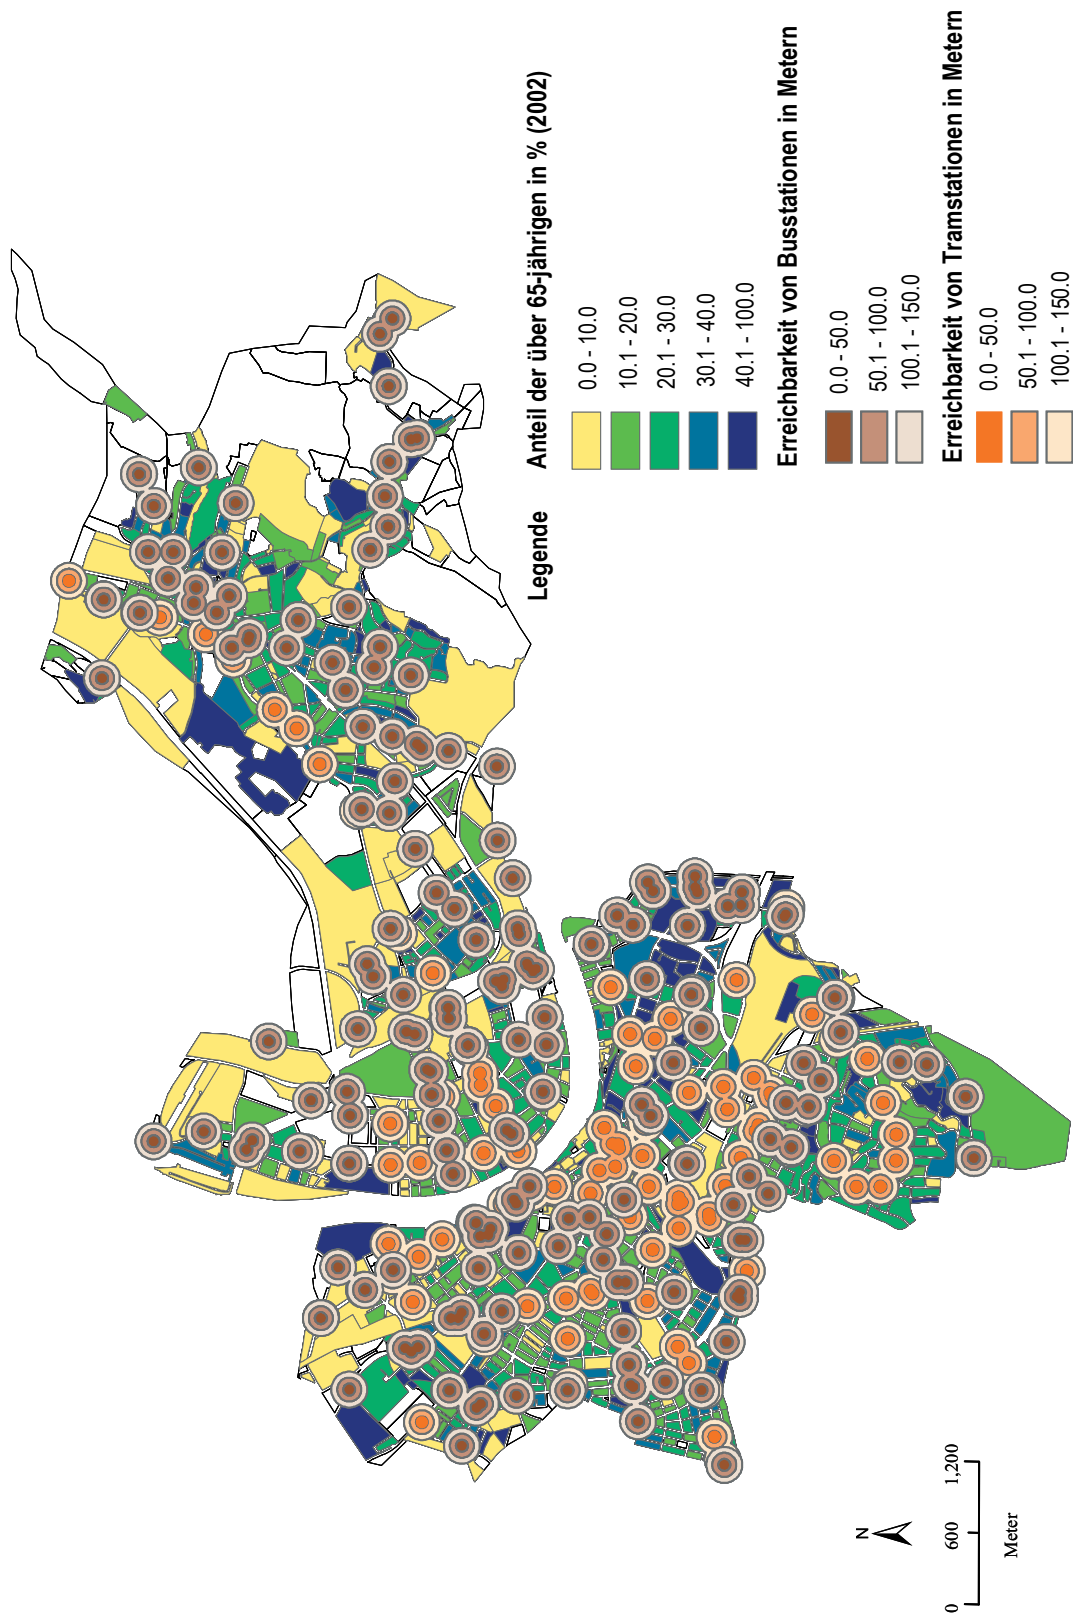 Legende
Anteil der über 65-jährigen in % (2002)
0.0 - 10.0
10.1 - 20.0
20.1 - 30.0
30.1 - 40.0
40.1 - 100.0
Erreichbarkeit von Busstationen in Metern
0.0 - 50.0
50.1 - 100.0
100.1 - 150.0
Erreichbarkeit von Tramstationen in Metern
0.0 - 50.0
50.1 - 100.0
100.1 - 150.0
N
0 600 1,200
Meter